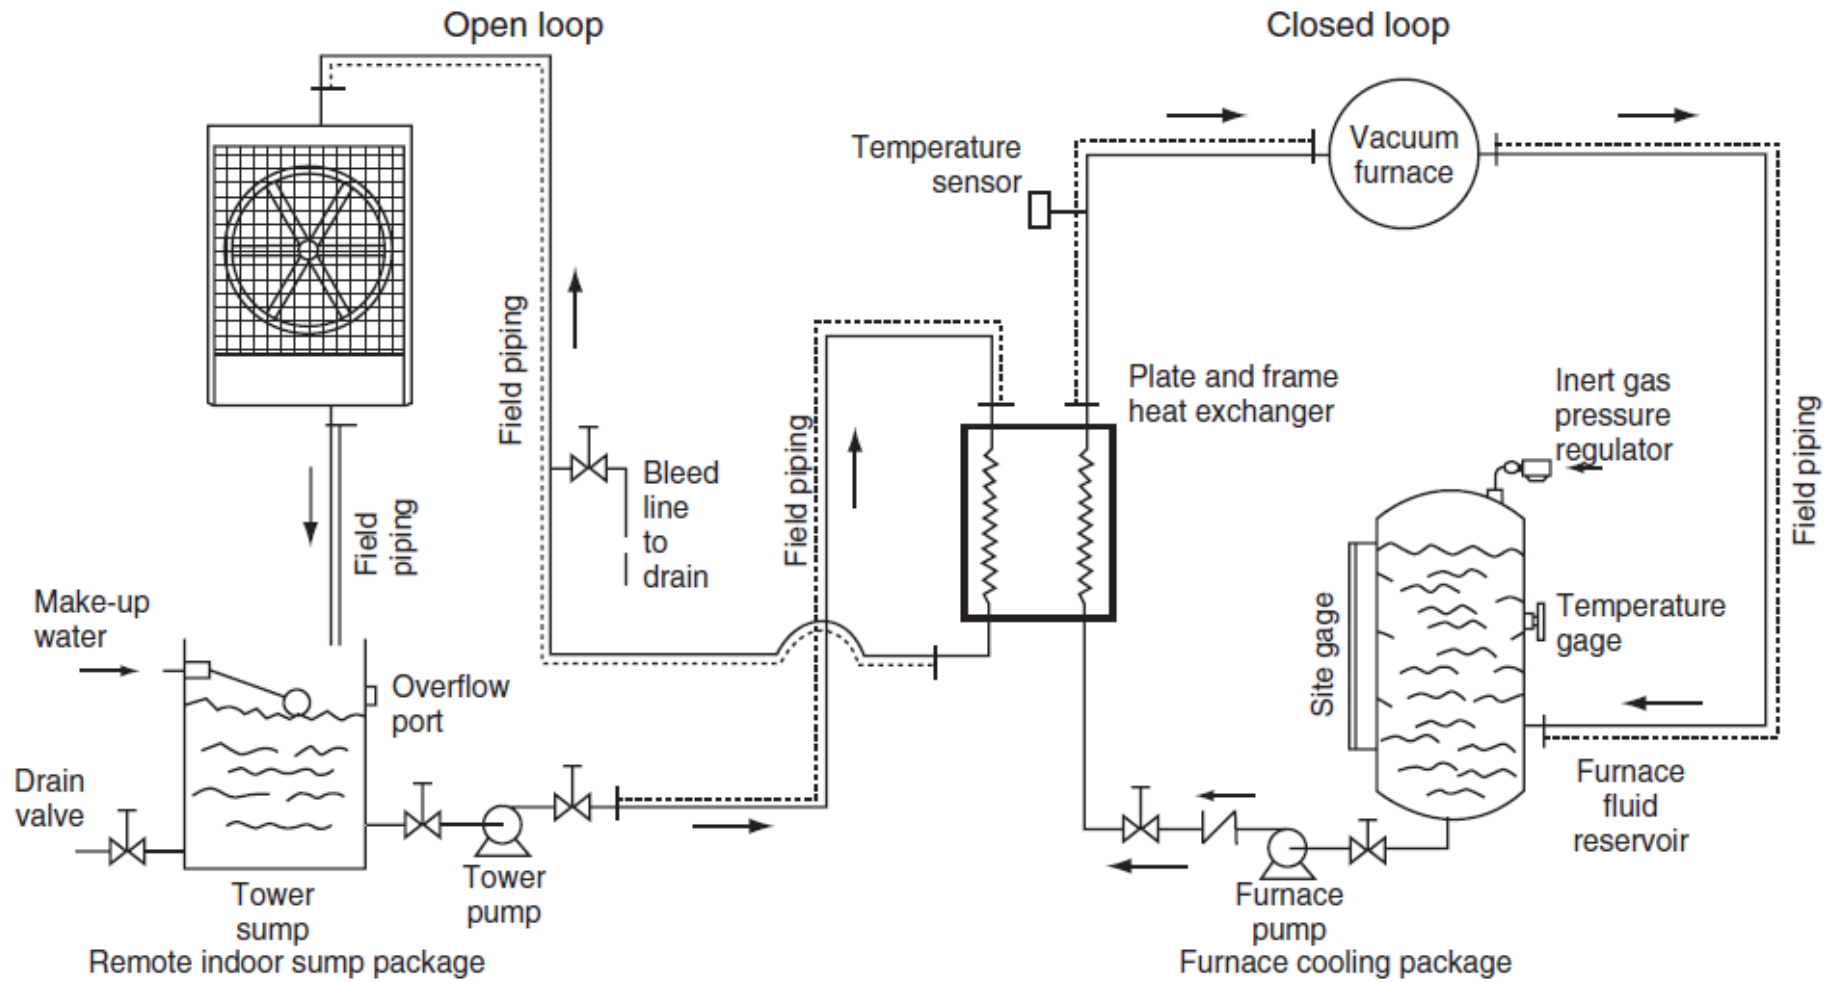 Open loop
Closed loop
Temperature
sensor
Vacuum
furnace
Field piping
Field piping
Plate and frame
heat exchanger
Inert gas
pressure
regulator
Field piping
Bleed
line
to
drain
Field
piping
Make-up
water
Overflow
port
Site gage
Temperature
gage
Drain
valve
Furnace
fluid
reservoir
Tower
sump
Tower
pump
Furnace
pump
Remote indoor sump package
Furnace cooling package